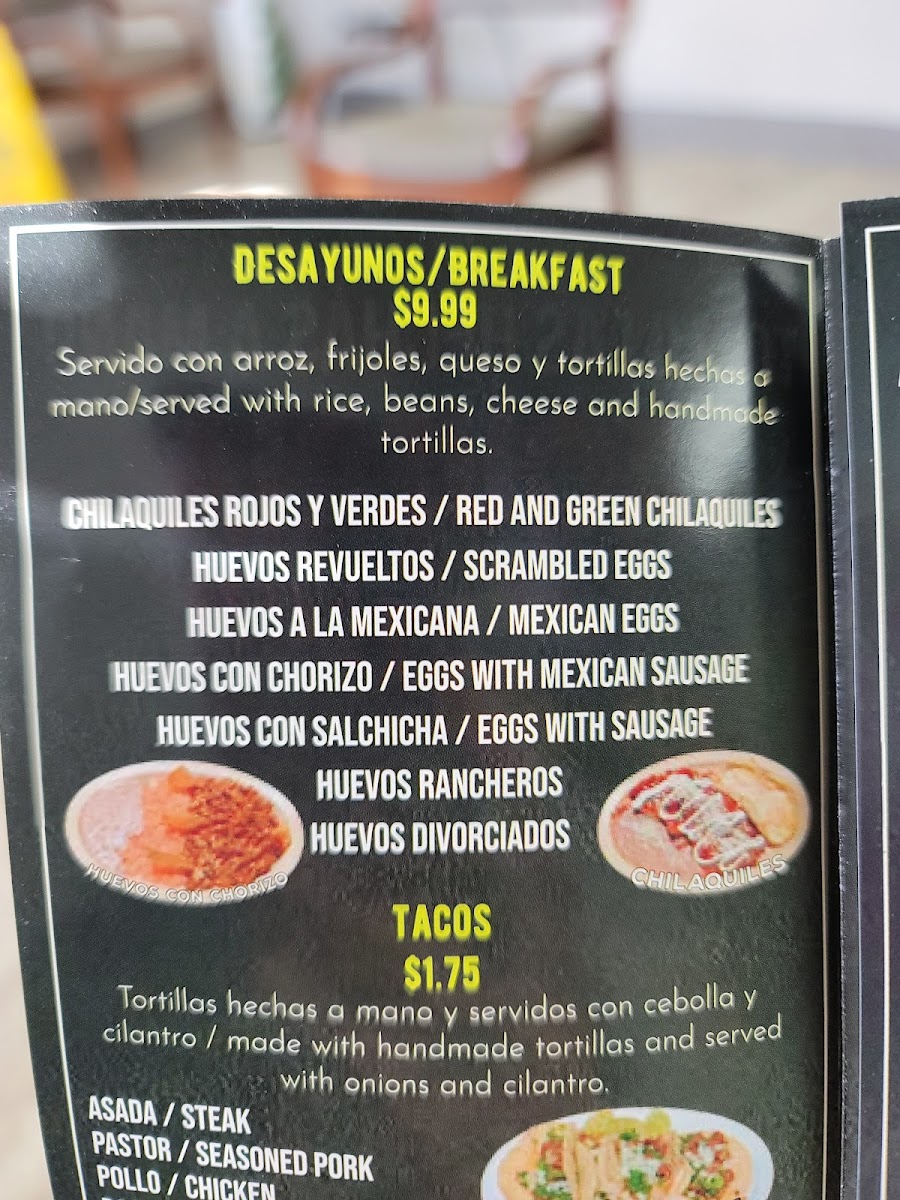 DESAYUNOS/BREAKFAST
$9.99
Servido con arroz, frijoles, queso y tortillas hechas a
mano/served with rice, beans, cheese and handmade
tortillas.
CHILAQUILES ROJOS Y VERDES / RED AND GREEN CHILAQUILES
HUEVOS REVUELTOS / SCRAMBLED EGGS
HUEVOS A LA MEXICANA / MEXICAN EGGS
HUEVOS CON CHORIZO / EGGS WITH MEXICAN SAUSAGE
HUEVOS CON SALCHICHA / EGGS WITH SAUSAGE
HUEVOS RANCHEROS
HUEVOS DIVORCIADOS
HUEVOS CON CHORIZO
CHILAQUILES
TACOS
$1.75
Tortillas hechas a mano y servidos con cebolla y
cilantro / made with handmade tortillas and served
with onions and cilantro.
ASADA / STEAK
PASTOR / SEASONED PORK
POLLO / CHICKEN